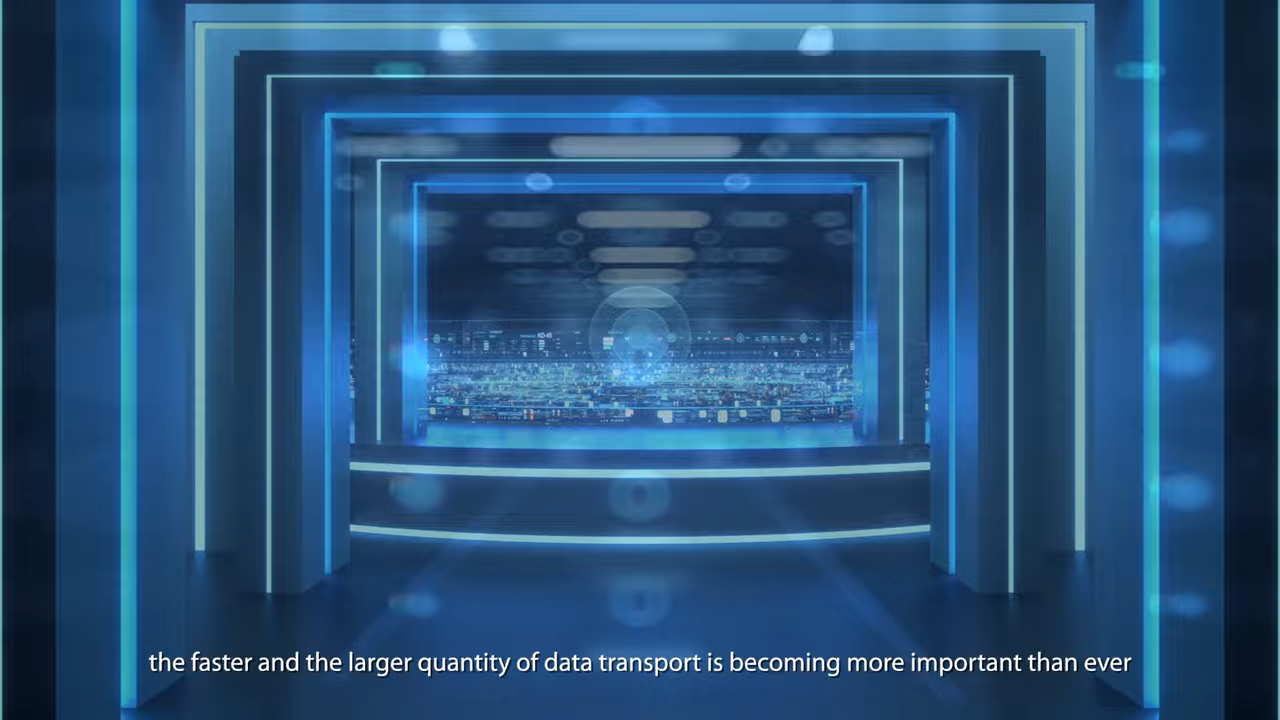 the faster and the larger quantity of data transport is becoming more important than ever